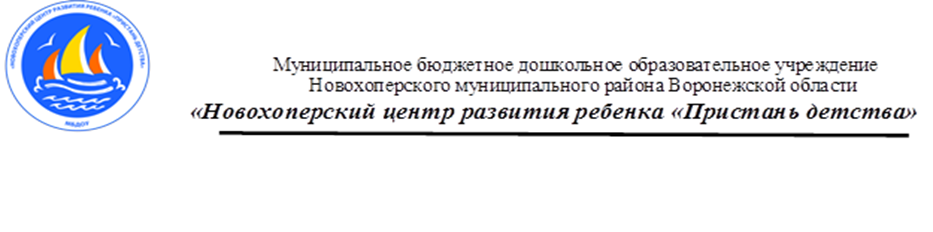 «НОВОХОПЕРСКИЙ ЦЕНТР РАЗВИТИЯ РЕБЕНКА «ПРИСТАНЬ ДЕТСТВА»
МБДОУ
Муниципальное бюджетное дошкольное образовательное учреждение
Новохоперского муниципального района Воронежской области
«Новохоперский центр развития ребенка «Пристань детства»